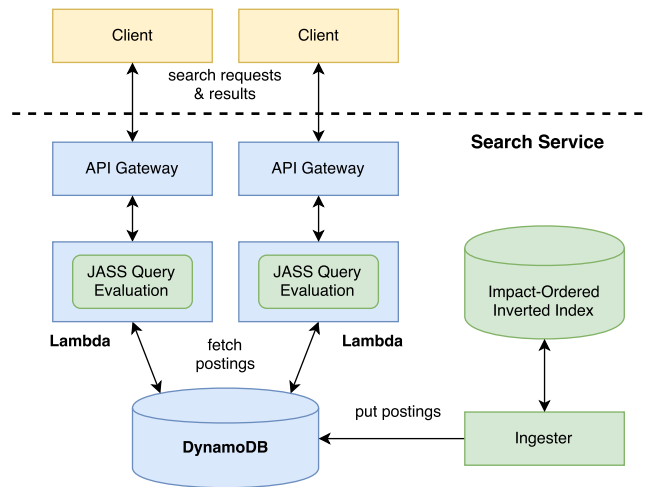 Client
Client
search requests
& results
Search Service
API Gateway
API Gateway
JASS Query
Evaluation
JASS Query
Evaluation
Impact-Ordered
Inverted Index
Lambda
Lambda
fetch
postings
put postings
DynamoDB
Ingester